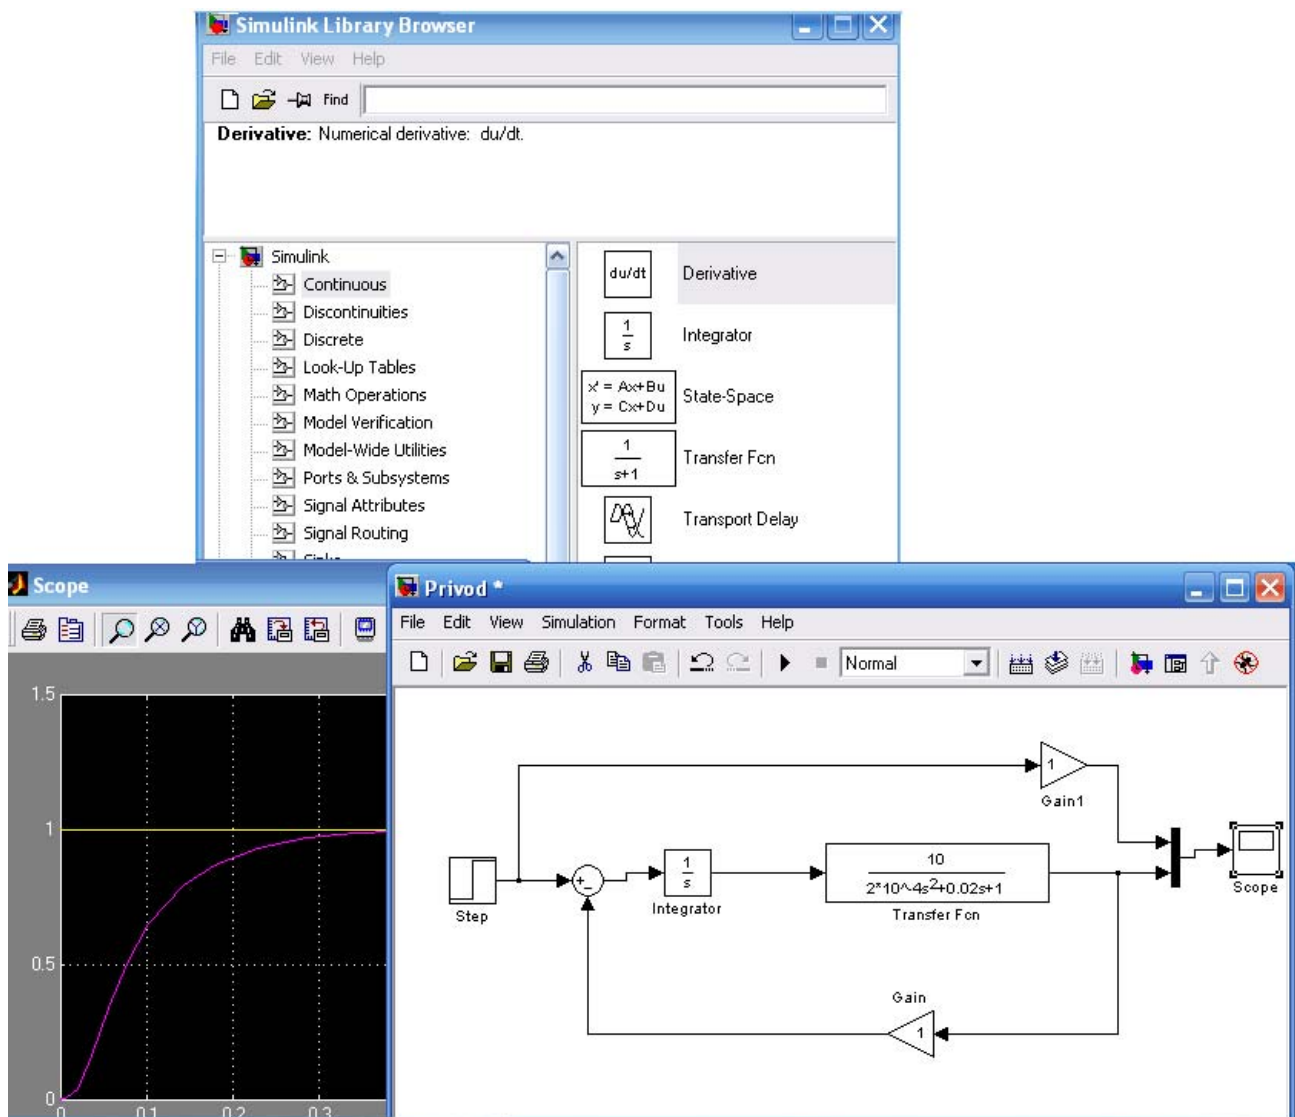 Simulink Library Browser
File Edit View Help
Find
Derivative: Numerical derivative: du/dt.
Simulink
Continuous
Discontinuities
Discrete
Look-Up Tables
Math Operations
Model Verification
Model-Wide Utilities
Ports & Subsystems
Signal Attributes
Signal Routing
du/dt Derivative
1
s
Integrator
x' = Ax+Bu
y = Cx+Du
State-Space
1
s+1
Transfer Fcn
Transport Delay
Scope
1.5
1
0.5
0
0 0.1 0.2 0.3
Privod *
File Edit View Simulation Format Tools Help
Normal
1
Gain1
Step
+
-
1
s
Integrator
10
2*10^-4s2+0.02s+1
Transfer Fcn
Scope
Gain
1